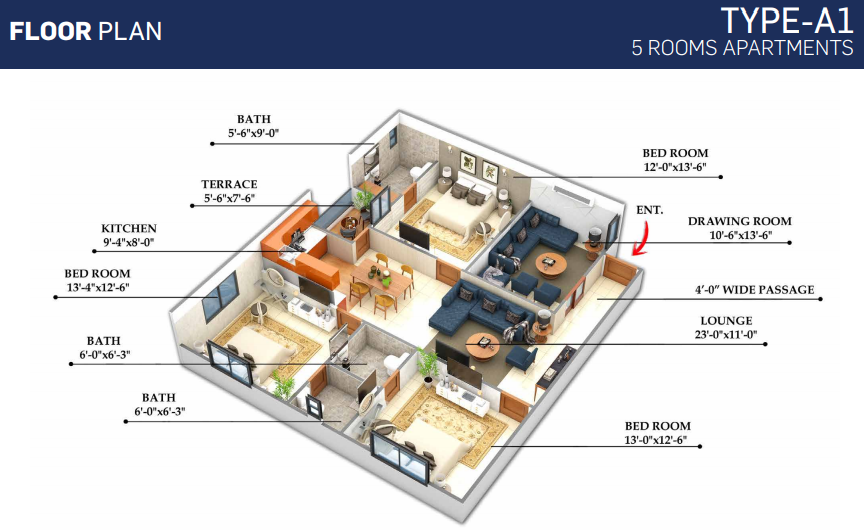 FLOOR PLAN
TYPE-A1
5 ROOMS APARTMENTS
BATH
5'-6"x9'-0"
TERRACE
5'-6"x7'-6"
KITCHEN
9'-4"x8'-0"
BED ROOM
13'-4"x12'-6"
BATH
6'-0"x6'-3"
BATH
6'-0"x6'-3"
BED ROOM
12'-0"x13'-6"
ENT.
DRAWING ROOM
10'-6"x13'-6"
4'-0" WIDE PASSAGE
LOUNGE
23'-0"x11'-0"
BED ROOM
13'-0"x12'-6"